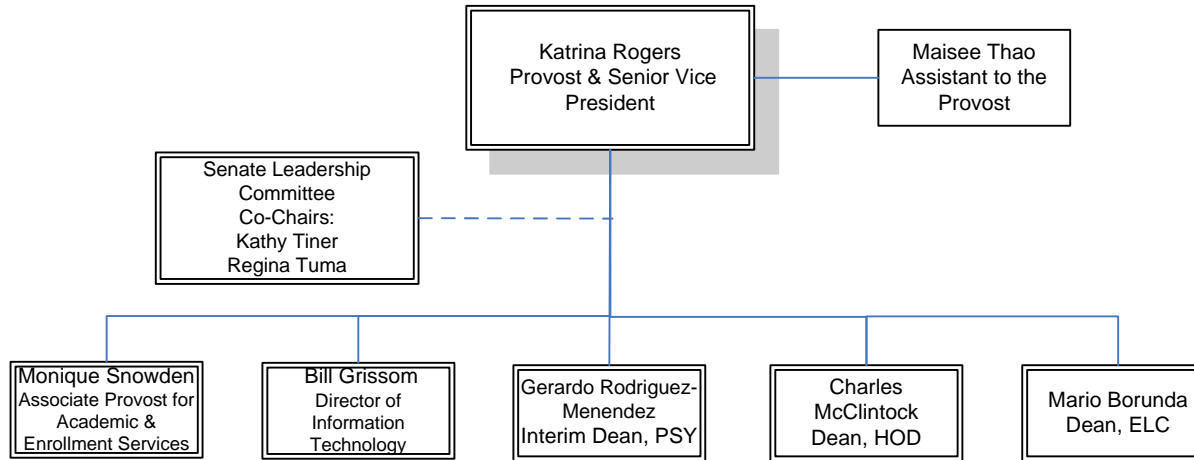 Katrina Rogers
Provost & Senior Vice
President
Maisee Thao
Assistant to the
Provost
Senate Leadership
Committee
Co-Chairs:
Kathy Tiner
Regina Tuma
Monique Snowden
Associate Provost for
Academic &
Enrollment Services
Bill Grissom
Director of
Information
Technology
Gerardo Rodriguez-
Menendez
Interim Dean, PSY
Charles
McClintock
Dean, HOD
Mario Borunda
Dean, ELC